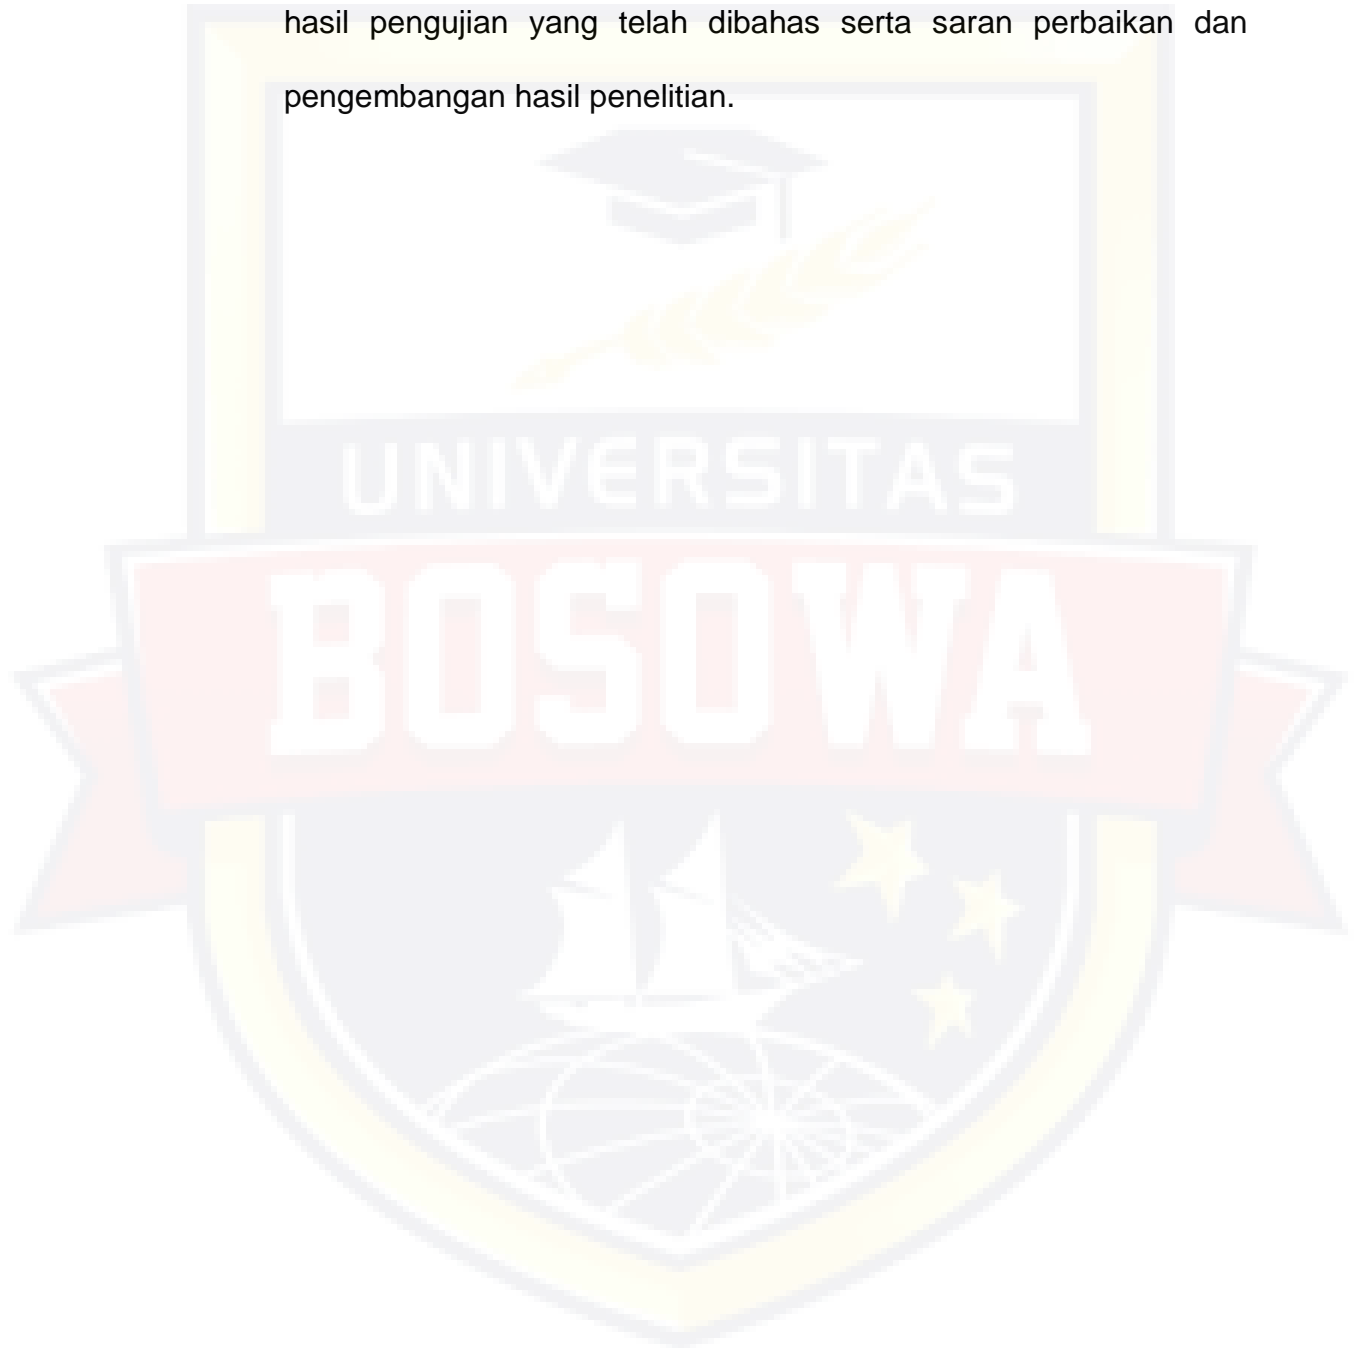 hasil pengujian yang telah dibahas serta saran perbaikan dan
pengembangan hasil penelitian.
UNIVERSITAS
BOSOWA